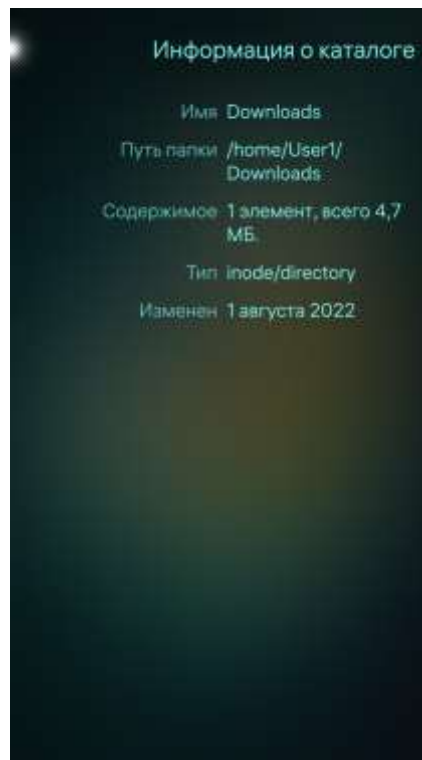 Информация о каталоге
Имя Downloads
Путь папки /home/User1/
Downloads
Содержимое 1 элемент, всего 4,7
МБ.
Тип inode/directory
Изменен 1 августа 2022